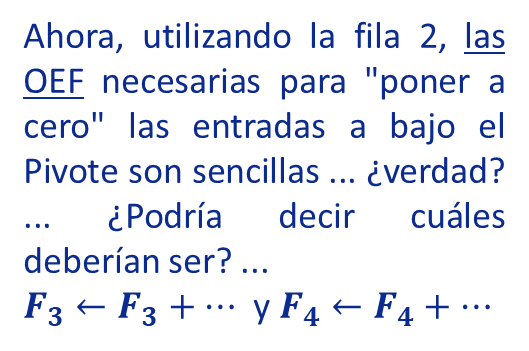 Ahora, utilizando la fila 2, las
OEF necesarias para "poner a
cero" las entradas a bajo el
Pivote son sencillas ... ¿verdad?
... ¿Podría decir cuáles
deberían ser? ...
F₃ ← F₃ + ⋯ y F₄ ← F₄ + ⋯